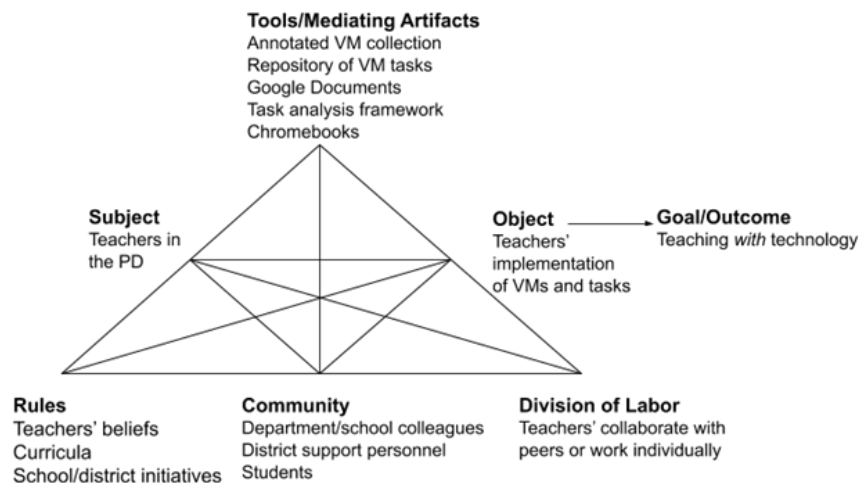 Tools/Mediating Artifacts
Annotated VM collection
Repository of VM tasks
Google Documents
Task analysis framework
Chromebooks
Subject
Teachers in
the PD
Object
Teachers'
implementation
of VMs and tasks
Goal/Outcome
Teaching with technology
Rules
Teachers' beliefs
Curricula
School/district initiatives
Community
Department/school colleagues
District support personnel
Students
Division of Labor
Teachers' collaborate with
peers or work individually